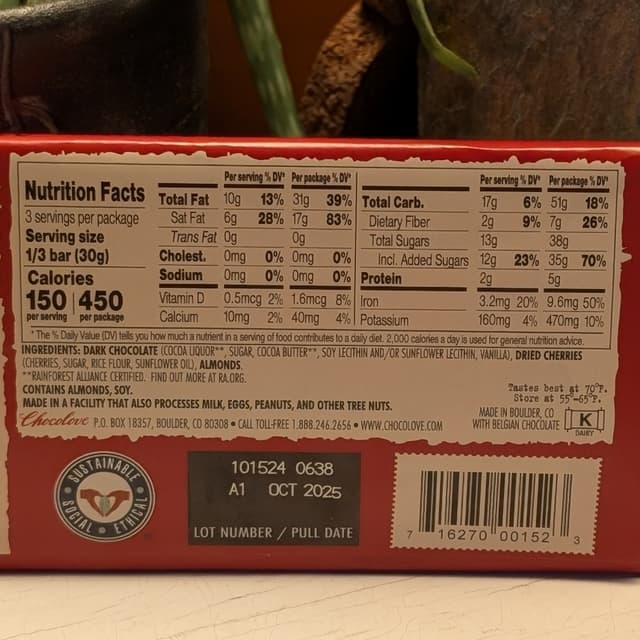 Nutrition Facts
3 servings per package
Serving size
1/3 bar (30g)
Calories
150 450
per serving per package
Per serving %DV* Per package %DV*
Total Fat 10g 13% 31g 39%
Sat Fat 6g 28% 17g 83%
Trans Fat 0g 0g
Cholest. 0mg 0% 0mg 0%
Sodium 0mg 0% 0mg 0%
Vitamin D 0.5mcg 2% 1.6mcg 8%
Calcium 10mg 2% 40mg 4%
Per serving %DV* Per package %DV*
Total Carb. 17g 6% 51g 18%
Dietary Fiber 2g 9% 7g 26%
Total Sugars 13g 38g
Incl. Added Sugars 12g 23% 35g 70%
Protein 2g 5g
Iron 3.2mg 20% 9.6mg 50%
Potassium 160mg 4% 470mg 10%
*The % Daily Value (DV) tells you how much a nutrient in a serving of food contributes to a daily diet. 2,000 calories a day is used for general nutrition advice.
INGREDIENTS: DARK CHOCOLATE (COCOA LIQUOR**, SUGAR, COCOA BUTTER**, SOY LECITHIN AND/OR SUNFLOWER LECITHIN, VANILLA), DRIED CHERRIES
(CHERRIES, SUGAR, RICE FLOUR, SUNFLOWER OIL), ALMONDS.
**RAINFOREST ALLIANCE CERTIFIED. FIND OUT MORE AT RA.ORG.
CONTAINS ALMONDS, SOY.
MADE IN A FACILITY THAT ALSO PROCESSES MILK, EGGS, PEANUTS, AND OTHER TREE NUTS.
Chocolove P.O. BOX 18357, BOULDER, CO 80308 • CALL TOLL-FREE 1.888.246.2656 • WWW.CHOCOLOVE.COM
Tastes best at 70°F.
Store at 55°-65°F.
MADE IN BOULDER, CO
WITH BELGIAN CHOCOLATE
K
DAIRY
SUSTAINABLE
SOCIAL • ETHICAL
101524 0638
A1 OCT 2025
LOT NUMBER / PULL DATE
7 16270 00152 3